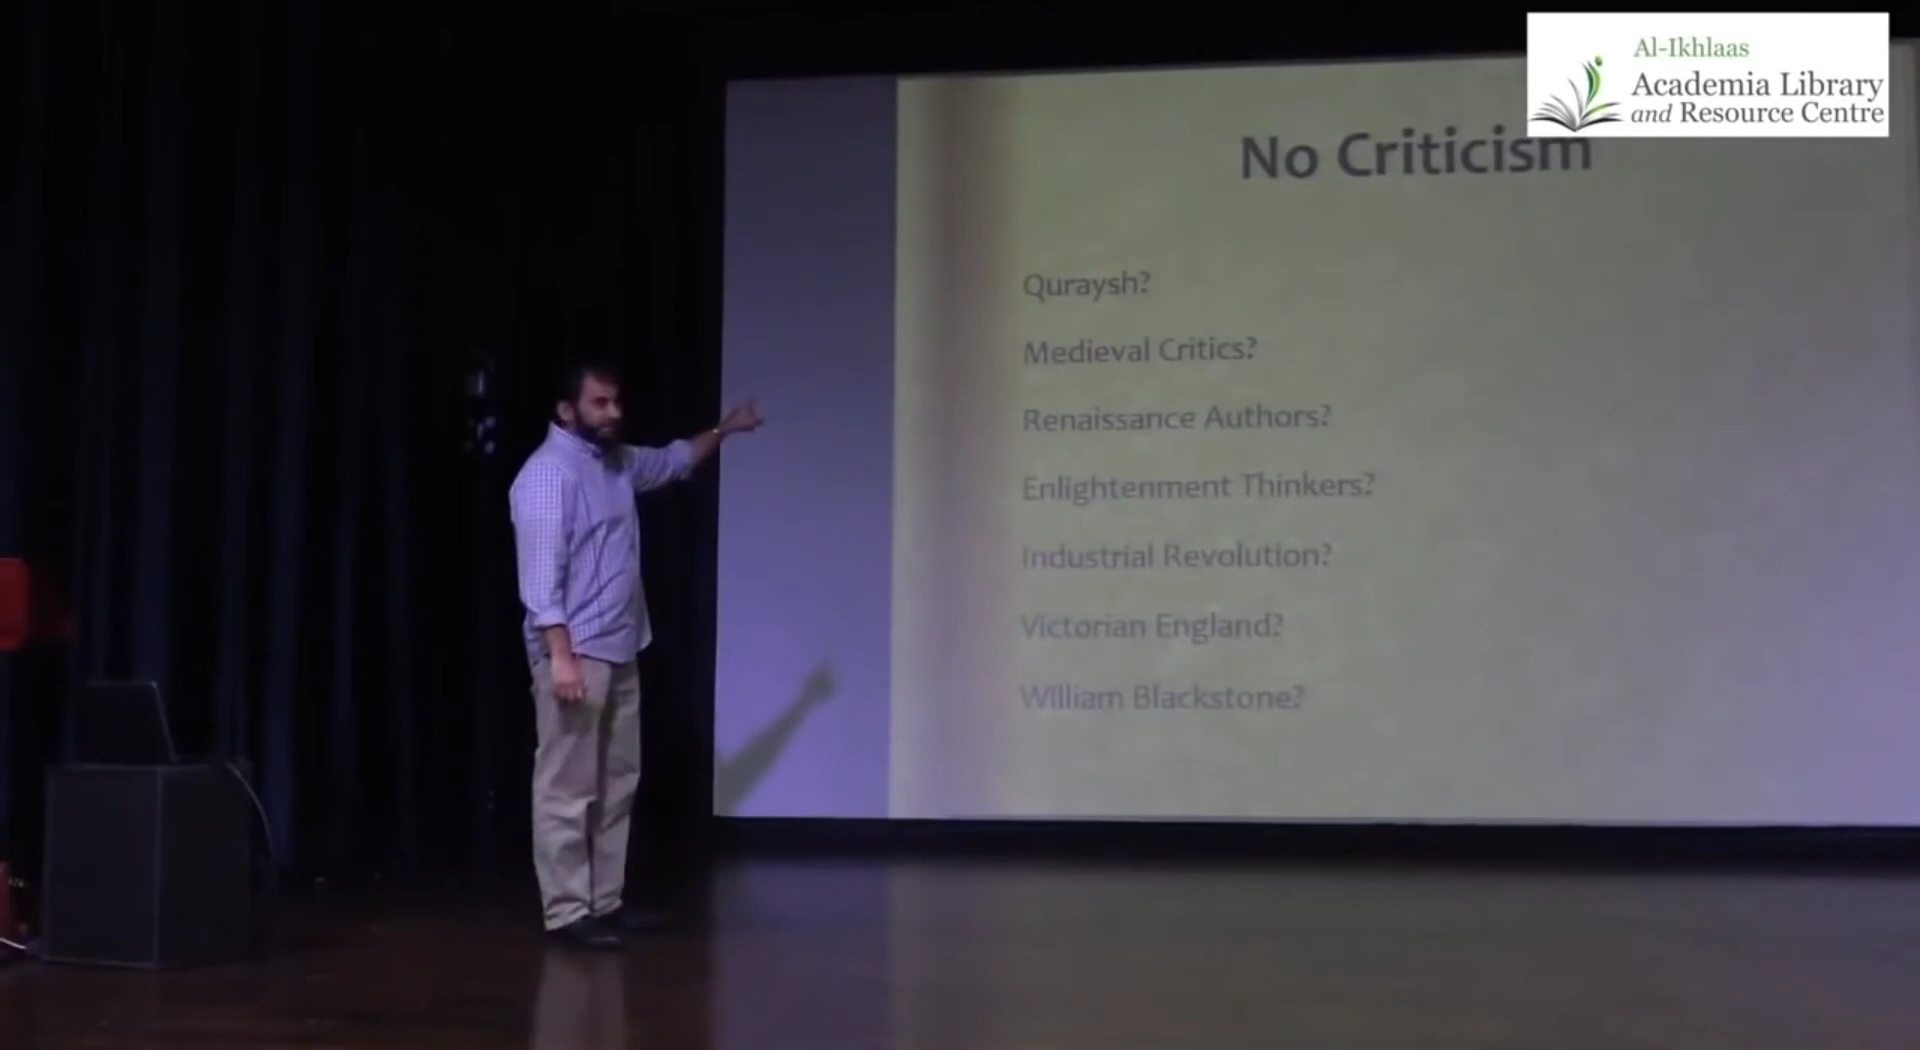 Al-Ikhlaas
Academia Library
and Resource Centre
No Criticism
Quraysh?
Medieval Critics?
Renaissance Authors?
Enlightenment Thinkers?
Industrial Revolution?
Victorian England?
William Blackstone?